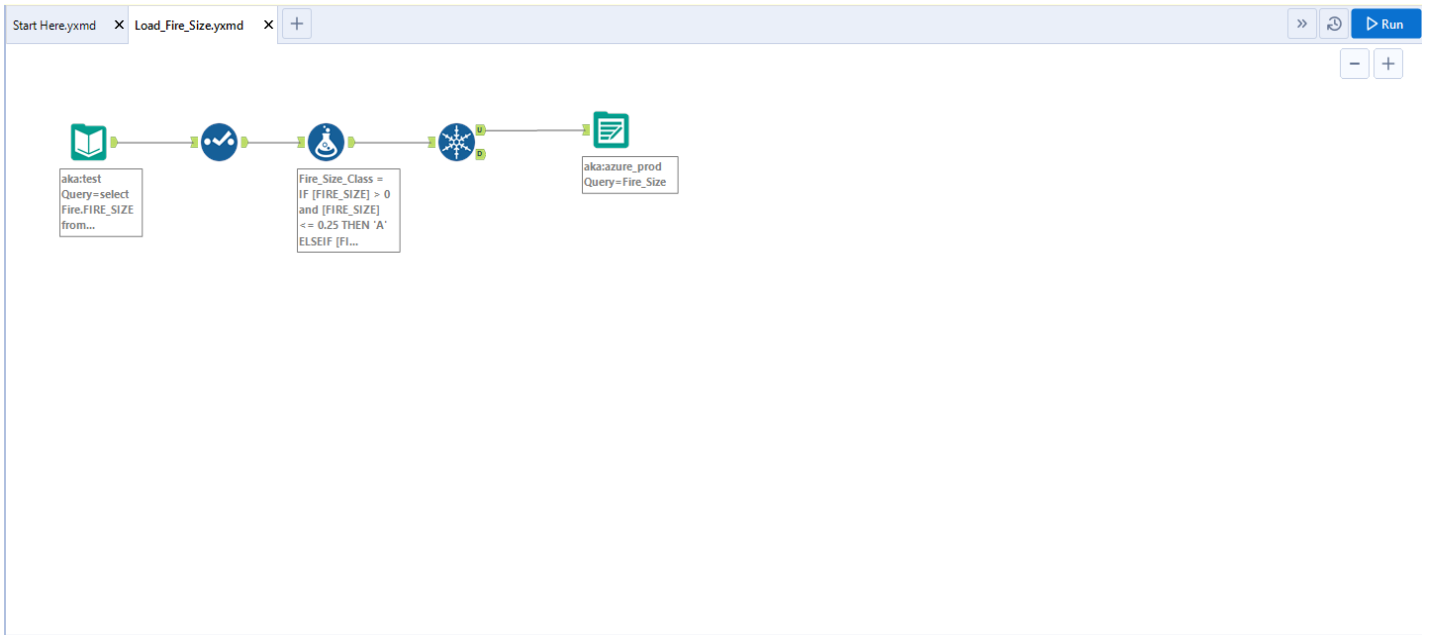 Start Here.yxmd
Load_Fire_Size.yxmd
Run
U
D
aka:test
Query=select
Fire.FIRE_SIZE
from...
Fire_Size_Class =
IF [FIRE_SIZE] > 0
and [FIRE_SIZE]
<= 0.25 THEN 'A'
ELSEIF [FI...
aka:azure_prod
Query=Fire_Size